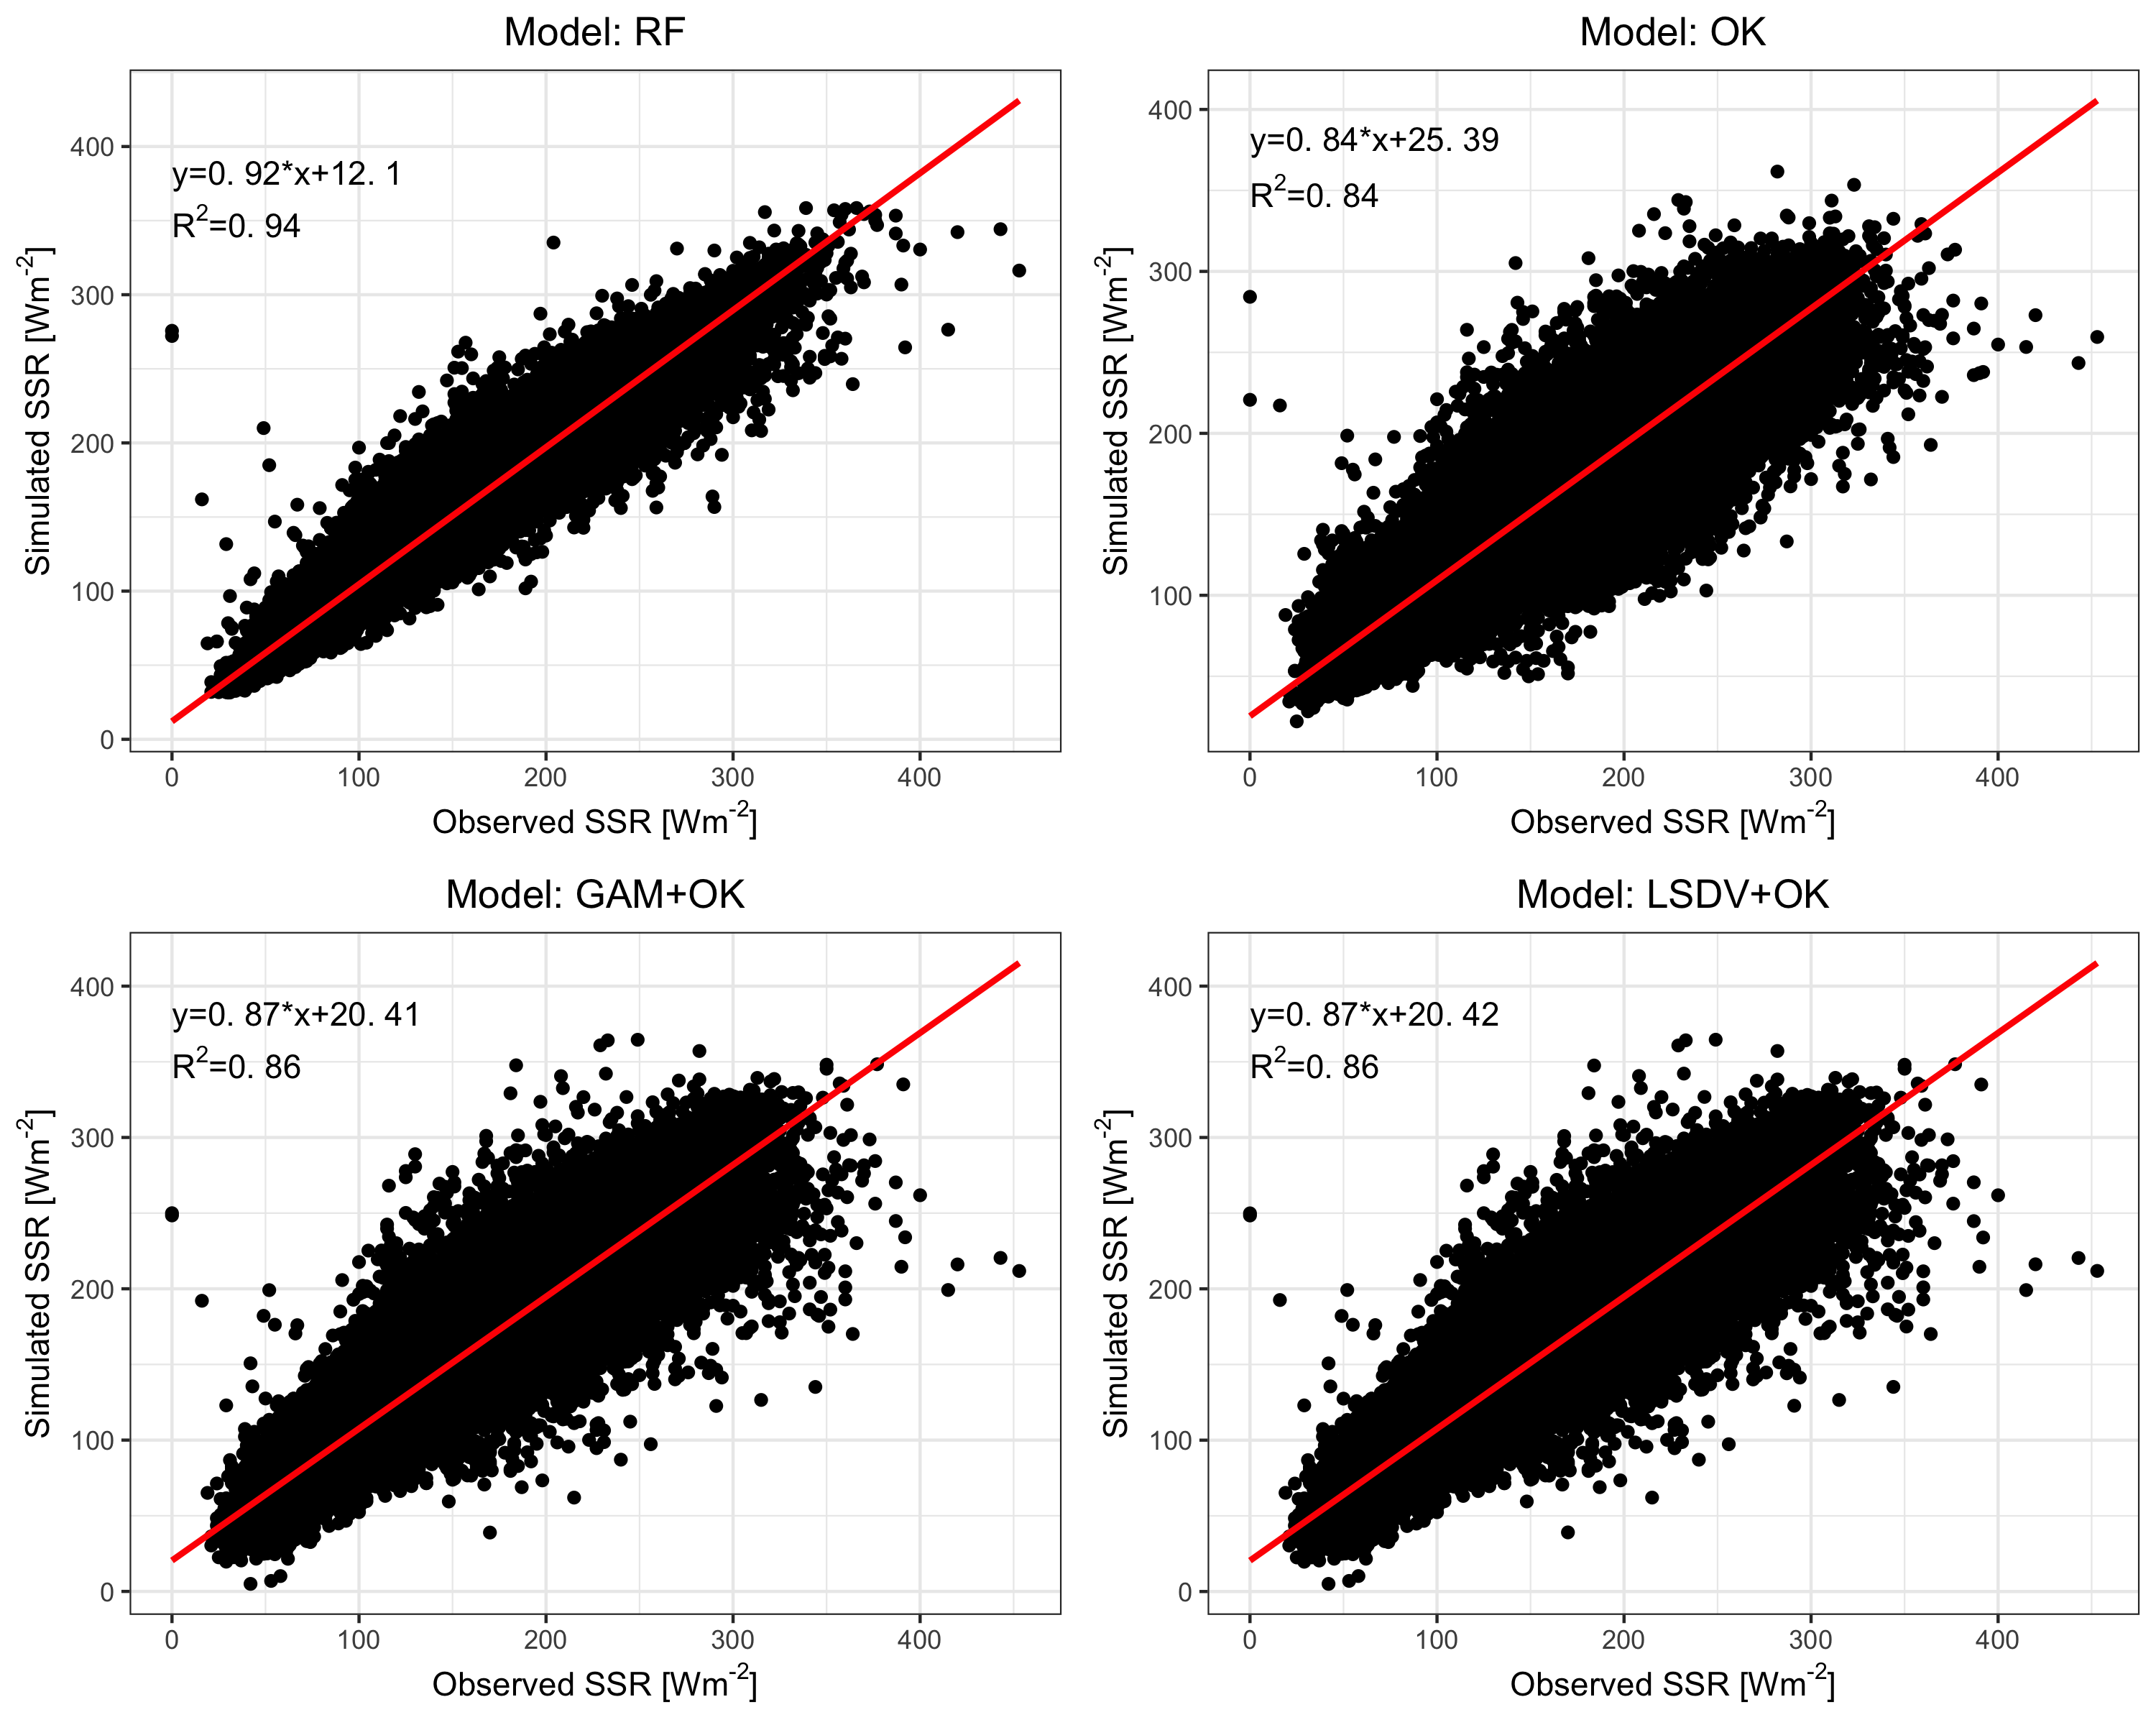 Model: RF
y=0. 92*x+12. 1
R²=0. 94
400
300
200
100
0
0 100 200 300 400
Simulated SSR [Wm⁻²]
Observed SSR [Wm⁻²]
Model: OK
y=0. 84*x+25. 39
R²=0. 84
400
300
200
100
0 100 200 300 400
Simulated SSR [Wm⁻²]
Observed SSR [Wm⁻²]
Model: GAM+OK
y=0. 87*x+20. 41
R²=0. 86
400
300
200
100
0
0 100 200 300 400
Simulated SSR [Wm⁻²]
Observed SSR [Wm⁻²]
Model: LSDV+OK
y=0. 87*x+20. 42
R²=0. 86
400
300
200
100
0
0 100 200 300 400
Simulated SSR [Wm⁻²]
Observed SSR [Wm⁻²]